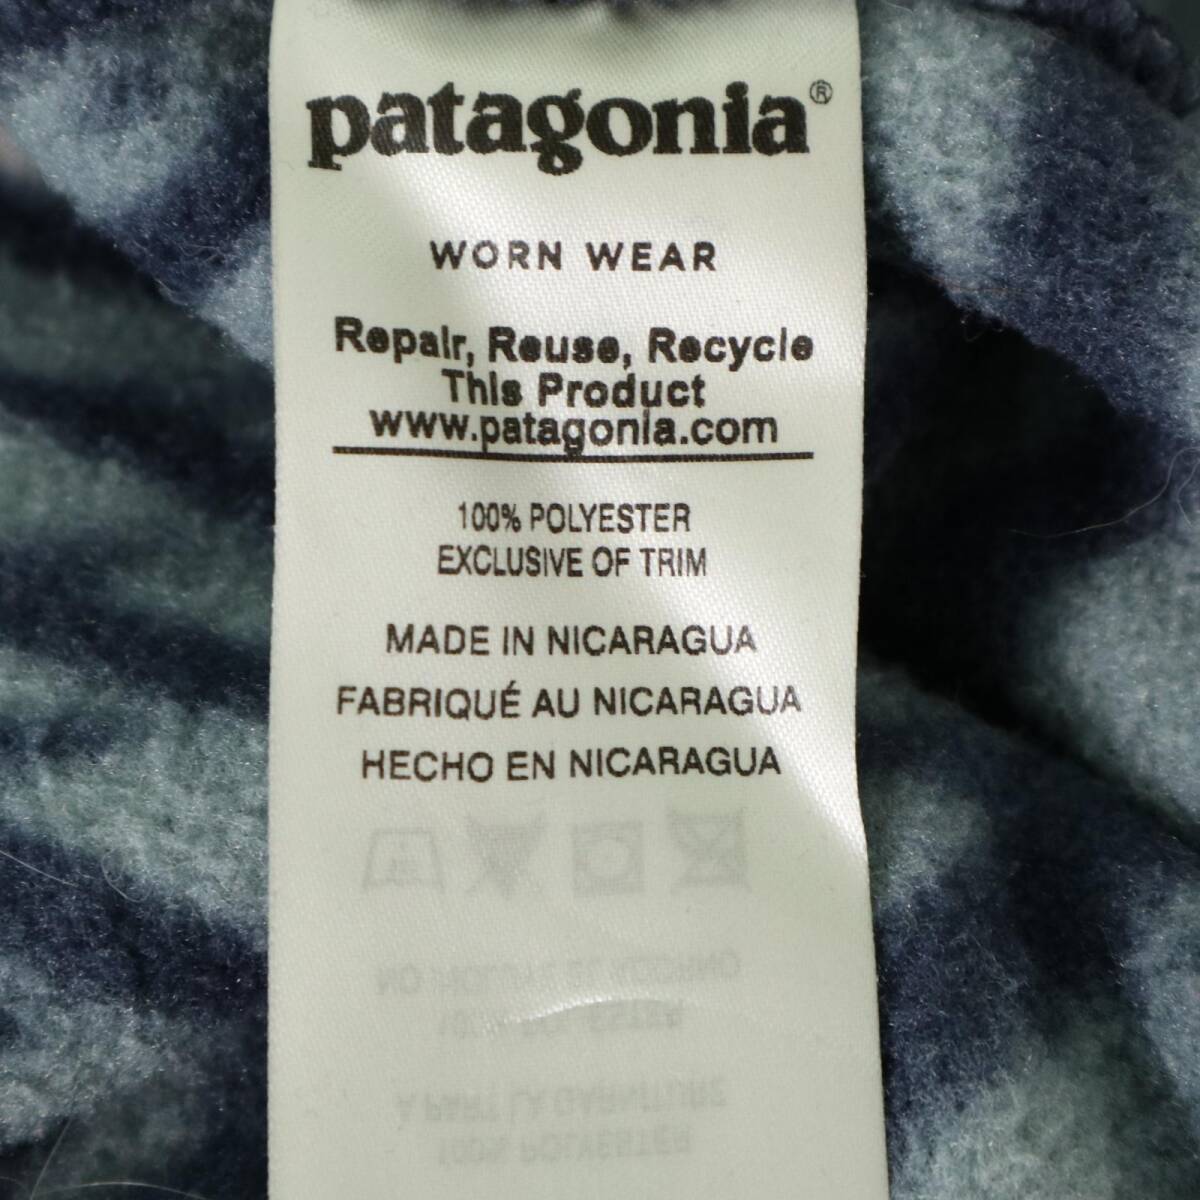 patagonia®
WORN WEAR
Repair, Reuse, Recycle
This Product
www.patagonia.com
100% POLYESTER
EXCLUSIVE OF TRIM
MADE IN NICARAGUA
FABRIQUÉ AU NICARAGUA
HECHO EN NICARAGUA